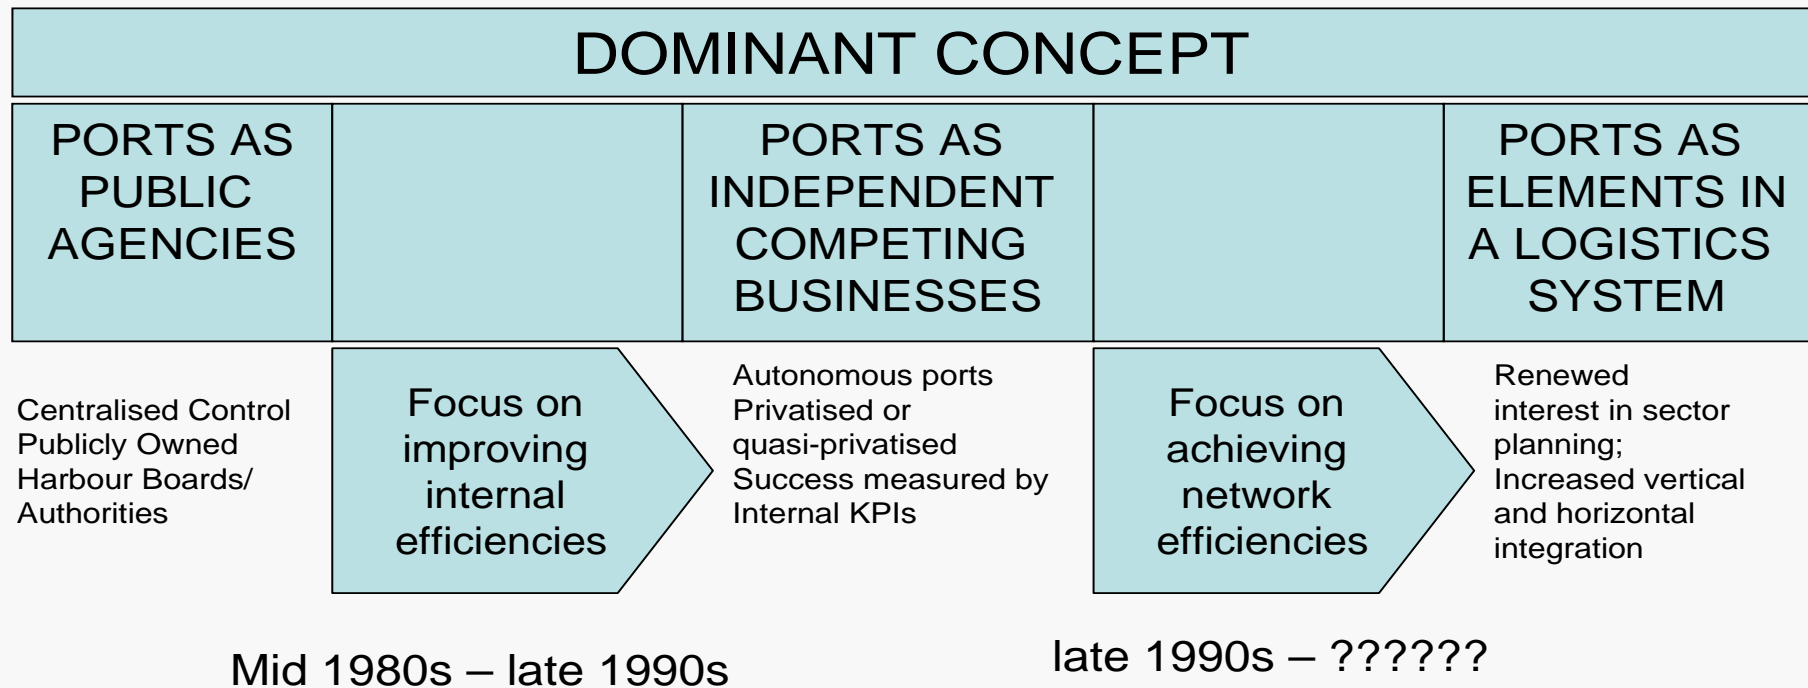 DOMINANT CONCEPT
PORTS AS
PUBLIC
AGENCIES
PORTS AS
INDEPENDENT
COMPETING
BUSINESSES
PORTS AS
ELEMENTS IN
A LOGISTICS
SYSTEM
Centralised Control
Publicly Owned
Harbour Boards/
Authorities
Focus on
improving
internal
efficiencies
Autonomous ports
Privatised or
quasi-privatised
Success measured by
Internal KPIs
Focus on
achieving
network
efficiencies
Renewed
interest in sector
planning;
Increased vertical
and horizontal
integration
Mid 1980s – late 1990s
late 1990s – ??????